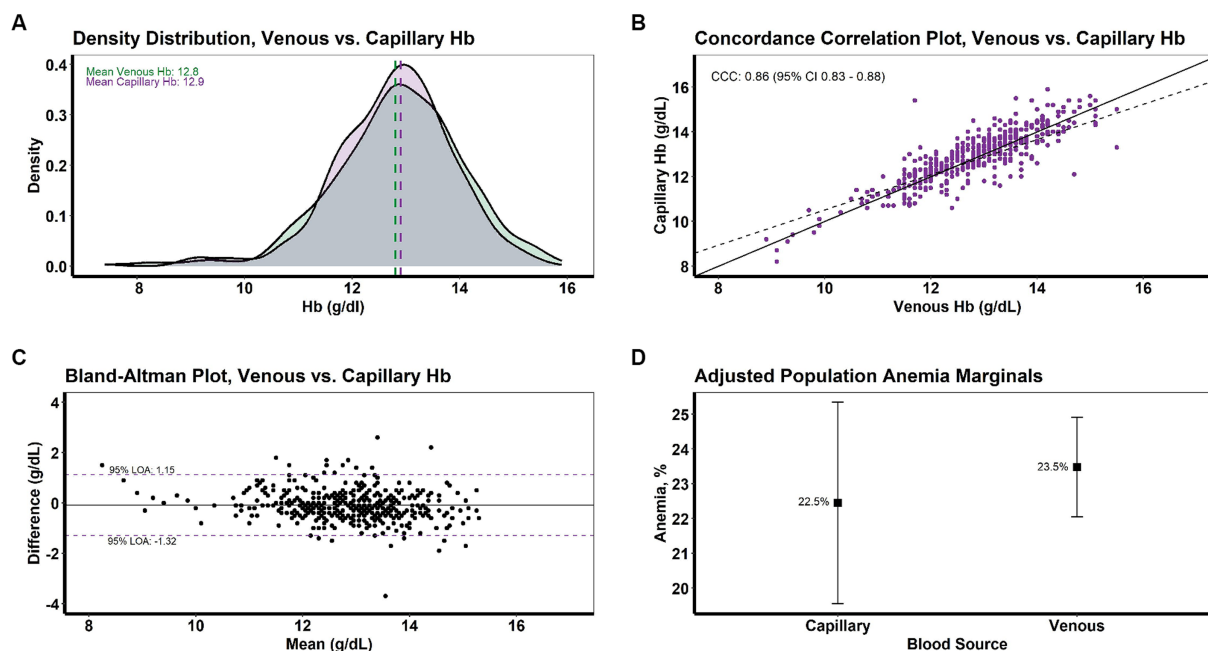 A
Density Distribution, Venous vs. Capillary Hb
Mean Venous Hb: 12.8
Mean Capillary Hb: 12.9
0.4
0.3
0.2
0.1
0.0
Density
8
10
12
14
16
Hb (g/dl)
B
Concordance Correlation Plot, Venous vs. Capillary Hb
CCC: 0.86 (95% CI 0.83 - 0.88)
16
14
12
10
8
Capillary Hb (g/dL)
8
10
12
14
16
Venous Hb (g/dL)
C
Bland-Altman Plot, Venous vs. Capillary Hb
4
2
0
-2
-4
Difference (g/dL)
95% LOA: 1.15
95% LOA: -1.32
8
10
12
14
16
Mean (g/dL)
D
Adjusted Population Anemia Marginals
25
24
23
22
21
20
Anemia, %
22.5%
23.5%
Capillary
Venous
Blood Source